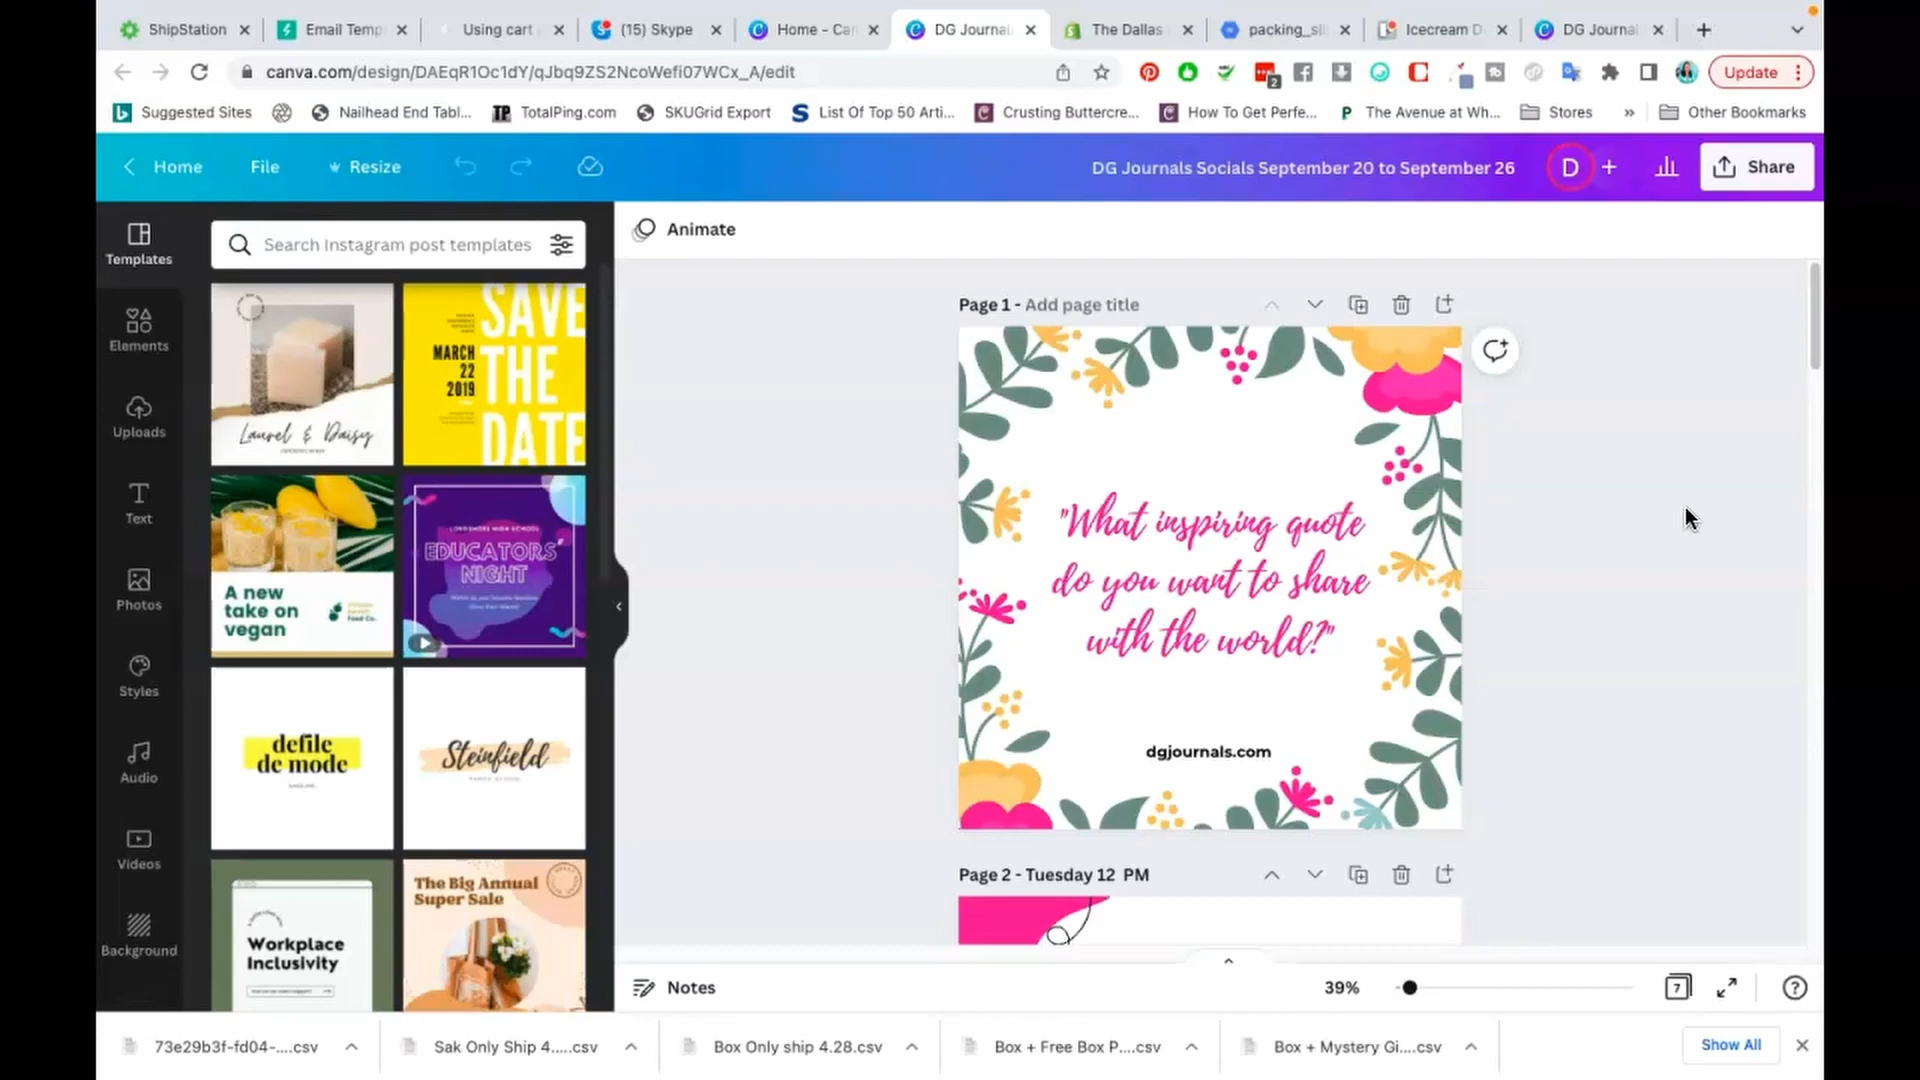 ShipStation
Email Temp
Using cart
(15) Skype
Home - Ca
DG Journal
The Dallas
packing_sli
Icecream D
DG Journal
canva.com/design/DAEqR1Oc1dY/qJbq9ZS2NcoWefi07WCx_A/edit
Update
Suggested Sites
Nailhead End Tabl...
TotalPing.com
SKUGrid Export
List Of Top 50 Arti...
Crusting Buttercre...
How To Get Perfe...
The Avenue at Wh...
Stores
»
Other Bookmarks
Home
File
Resize
DG Journals Socials September 20 to September 26
D
Share
Templates
Elements
Uploads
Text
Photos
Styles
Audio
Videos
Background
Search Instagram post templates
Laurel & Daisy
MARCH
22
2019
SAVE
THE
DATE
A new
take on
vegan
LONGSHORE HIGH SCHOOL
EDUCATORS'
NIGHT
defile
de mode
Steinfield
Workplace
Inclusivity
The Big Annual
Super Sale
Animate
Page 1 - Add page title
"What inspiring quote
do you want to share
with the world?"
dgjournals.com
Page 2 - Tuesday 12 PM
Notes
39%
7
73e29b3f-fd04-....csv
Sak Only Ship 4.....csv
Box Only ship 4.28.csv
Box + Free Box P....csv
Box + Mystery Gi....csv
Show All